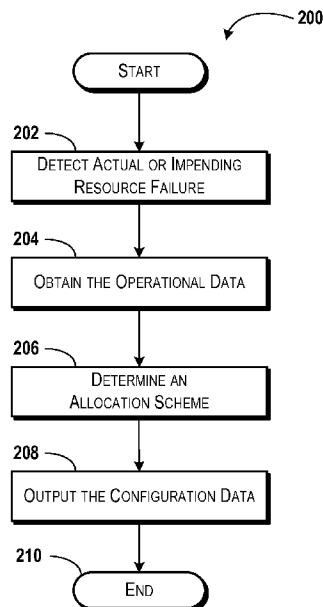 200
START
202
DETECT ACTUAL OR IMPENDING
RESOURCE FAILURE
204
OBTAIN THE OPERATIONAL DATA
206
DETERMINE AN
ALLOCATION SCHEME
208
OUTPUT THE CONFIGURATION DATA
210
END